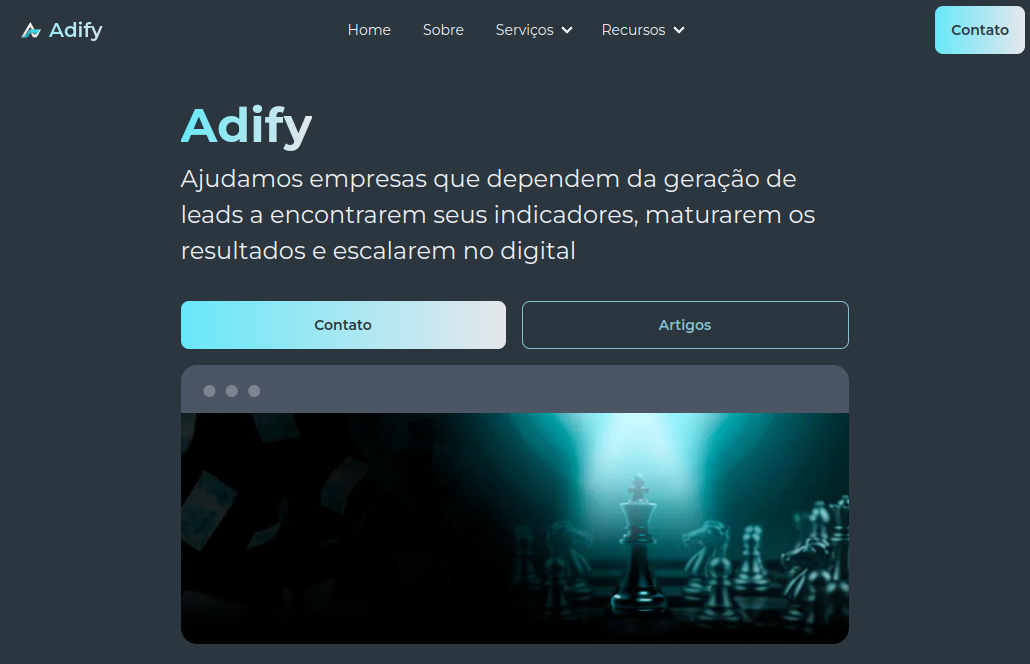 Adify
Home
Sobre
Serviços
Recursos
Contato
Adify
Ajudamos empresas que dependem da geração de
leads a encontrarem seus indicadores, maturarem os
resultados e escalarem no digital
Contato
Artigos